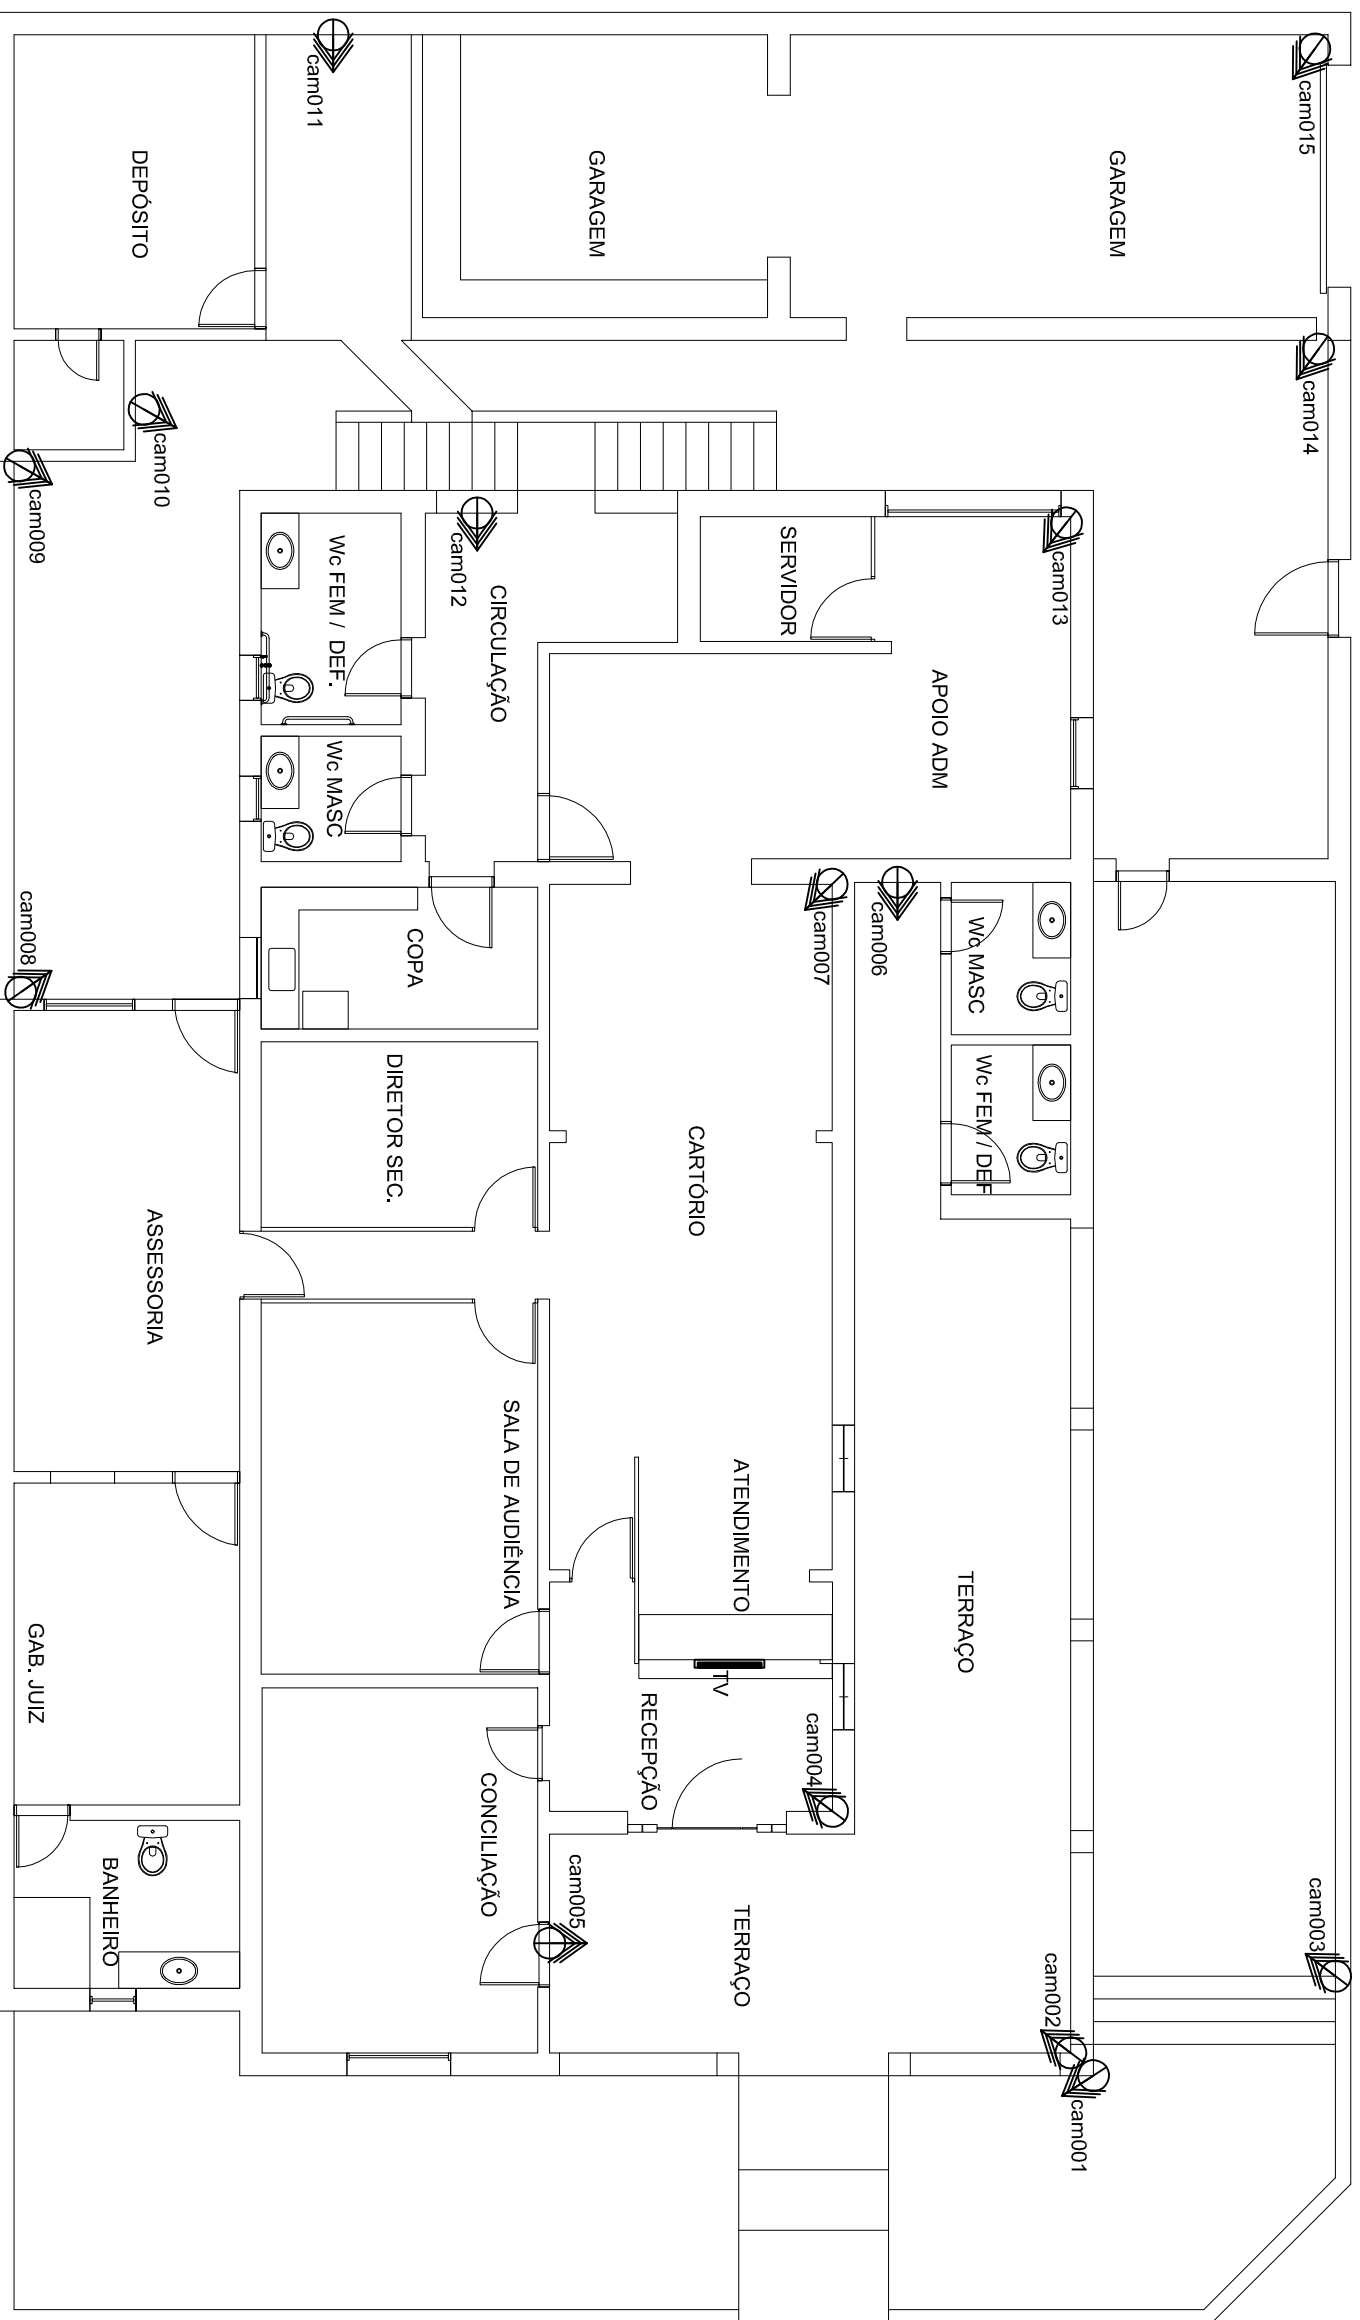 cam015
GARAGEM
cam014
cam013
APOIO ADM
SERVIDOR
GARAGEM
cam011
DEPÓSITO
cam010
cam009
cam012
CIRCULAÇÃO
Wc FEM / DEF.
Wc MASC
cam008
COPA
cam007
cam006
Wc MASC
Wc FEM / DEF
DIRETOR SEC.
CARTÓRIO
ASSESSORIA
SALA DE AUDIÊNCIA
ATENDIMENTO
TERRAÇO
TV
RECEPÇÃO
cam004
GAB. JUIZ
CONCILIAÇÃO
cam005
BANHEIRO
TERRAÇO
cam003
cam002
cam001